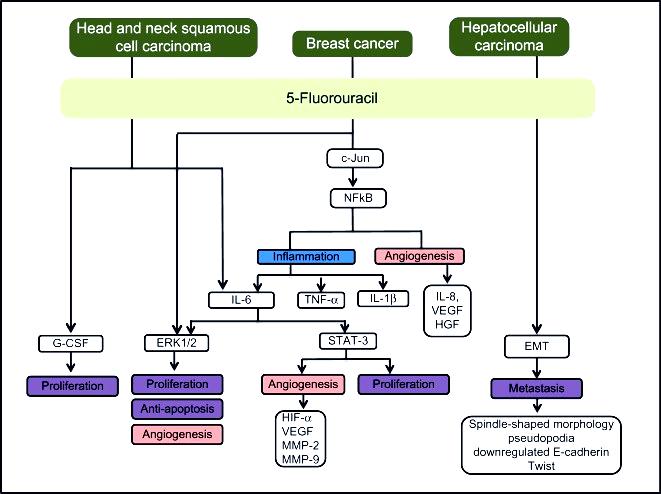 Head and neck squamous
cell carcinoma
Breast cancer
Hepatocellular
carcinoma
5-Fluorouracil
c-Jun
NFkB
Inflammation
Angiogenesis
IL-6
TNF-α
IL-1β
IL-8,
VEGF
HGF
G-CSF
ERK1/2
STAT-3
EMT
Proliferation
Proliferation
Anti-apoptosis
Angiogenesis
Angiogenesis
Proliferation
Metastasis
HIF-α
VEGF
MMP-2
MMP-9
Spindle-shaped morphology
pseudopodia
downregulated E-cadherin
Twist